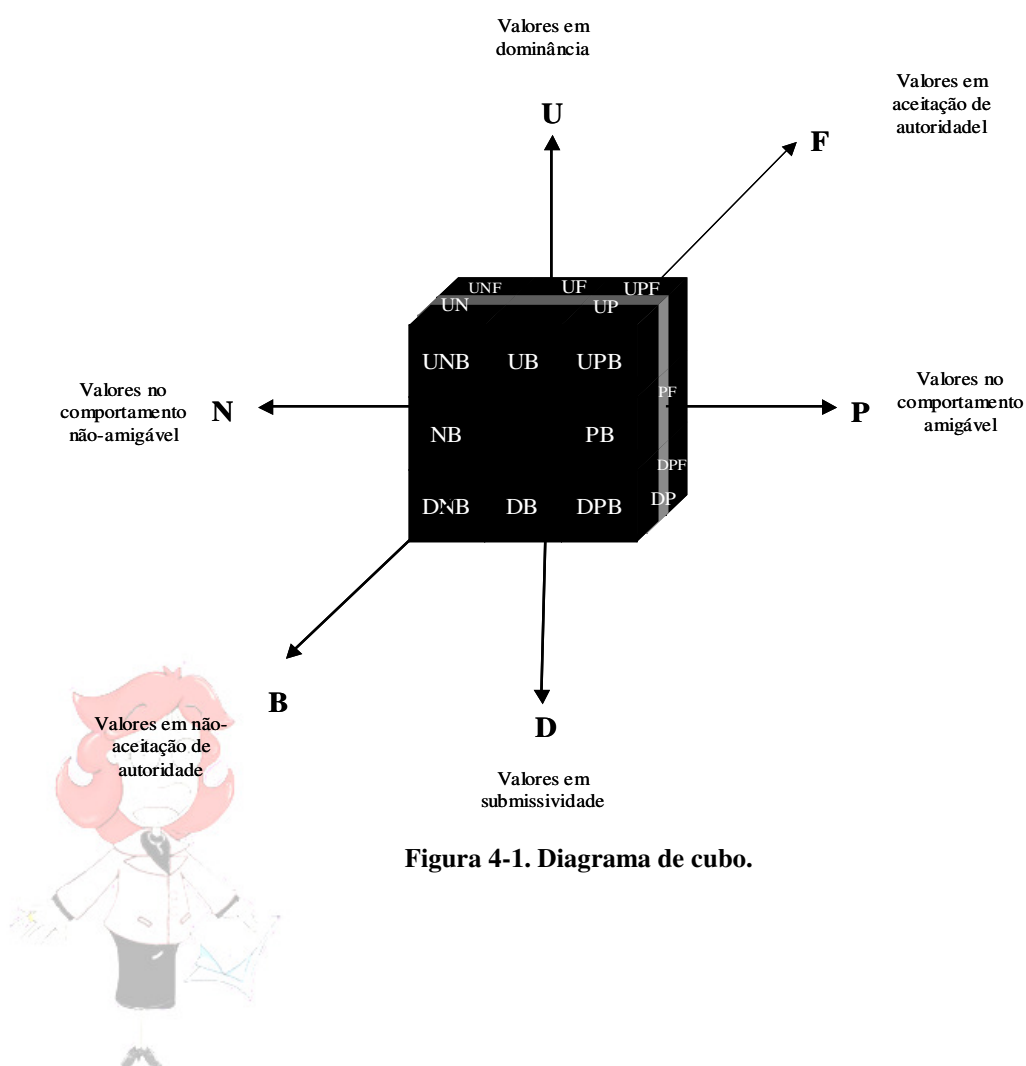 Valores em
dominância
U
Valores em
aceitação de
autoridadel
F
UNF UF UPF
UN UP
UNB UB UPB
PF
Valores no
comportamento
não-amigável
N
Valores no
comportamento
amigável
P
NB PB
DPF
DP
DNB DB DPB
B
Valores em não-
aceitação de
autoridade
D
Valores em
submissividade
Figura 4-1. Diagrama de cubo.